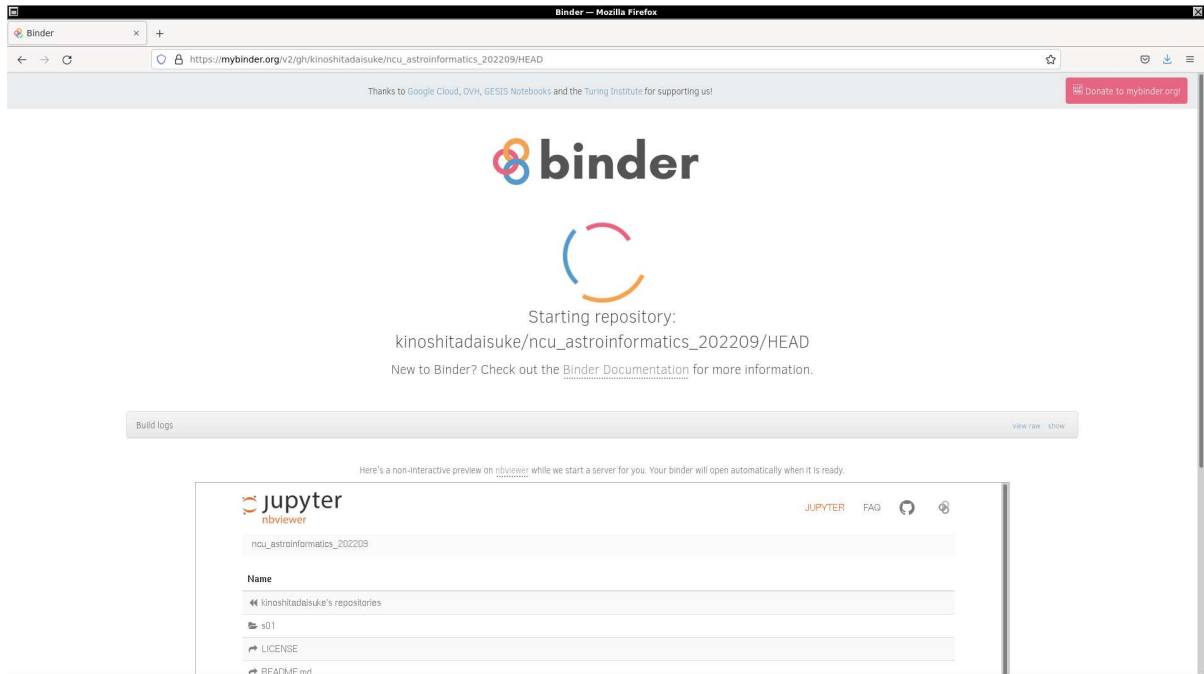 Binder — Mozilla Firefox
Binder
https://mybinder.org/v2/gh/kinoshitadaisuke/ncu_astroinformatics_202209/HEAD
Thanks to Google Cloud, OVH, GESIS Notebooks and the Turing Institute for supporting us!
Donate to mybinder.org!
binder
Starting repository:
kinoshitadaisuke/ncu_astroinformatics_202209/HEAD
New to Binder? Check out the Binder Documentation for more information.
Build logs
view raw show
Here's a non-interactive preview on nbviewer while we start a server for you. Your binder will open automatically when it is ready.
jupyter
nbviewer
JUPYTER FAQ
ncu_astroinformatics_202209
Name
kinoshitadaisuke's repositories
s01
LICENSE
README.md